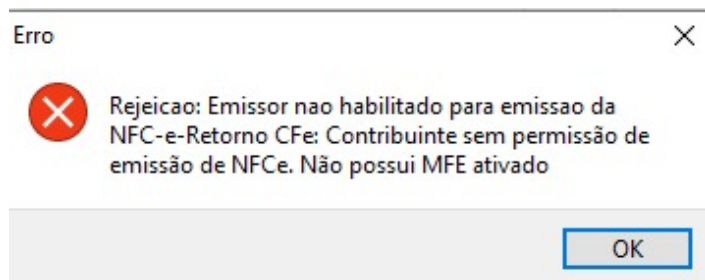 Erro
Rejeicao: Emissor nao habilitado para emissao da
NFC-e-Retorno CFe: Contribuinte sem permissão de
emissão de NFCe. Não possui MFE ativado
OK